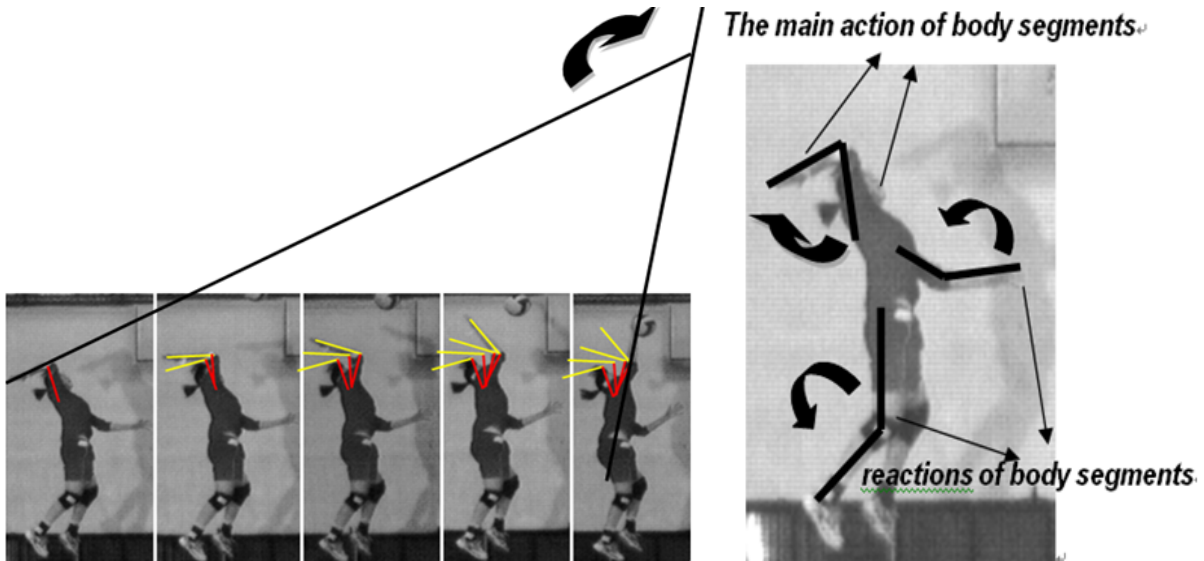 The main action of body segments
reactions of body segments